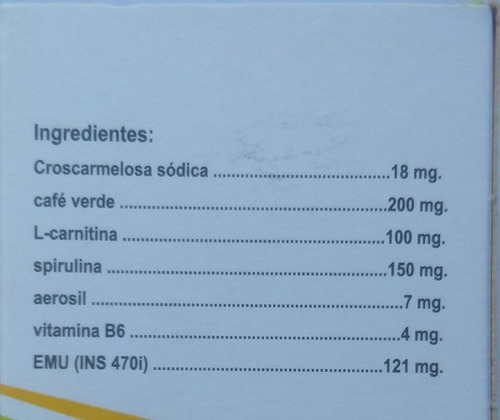 Ingredientes:
Croscarmelosa sódica ....................................18 mg.
café verde ......................................................200 mg.
L-carnitina .....................................................100 mg.
spirulina .........................................................150 mg.
aerosil ...............................................................7 mg.
vitamina B6 .......................................................4 mg.
EMU (INS 470i) ..............................................121 mg.